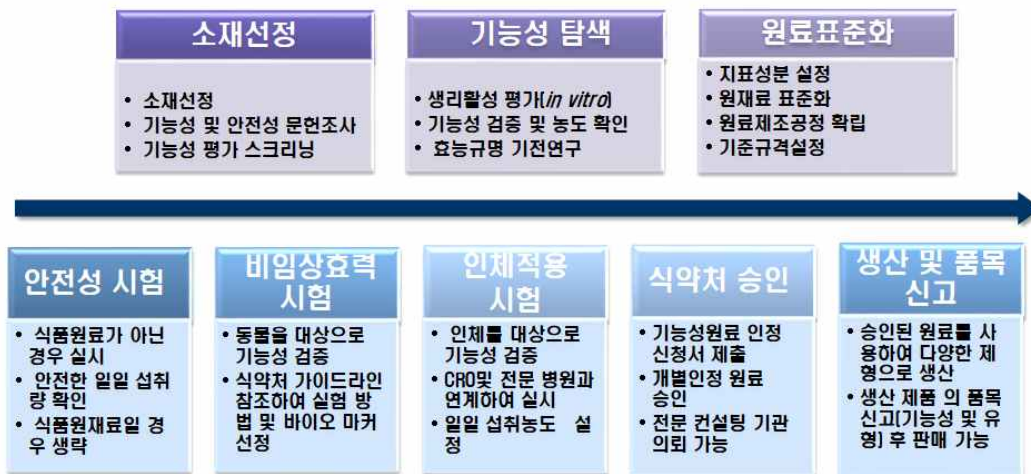 소재선정
• 소재선정
• 기능성 및 안전성 문헌조사
• 기능성 평가 스크리닝
기능성 탐색
• 생리활성 평가(in vitro)
• 기능성 검증 및 농도 확인
• 효능규명 기전연구
원료표준화
• 지표성분 설정
• 원재료 표준화
• 원료제조공정 확립
• 기준규격설정
안전성 시험
• 식품원료가 아닌
경우 실시
• 안전한 일일 섭취
량 확인
• 식품원재료일 경
우 생략
비임상효력
시험
• 동물을 대상으로
기능성 검증
• 식약처 가이드라인
참조하여 실험 방
법 및 바이오 마커
선정
인체적용
시험
• 인체를 대상으로
기능성 검증
• CRO및 전문 병원과
연계하여 실시
• 일일 섭취농도 설
정
식약처 승인
• 기능성원료 인정
신청서 제출
• 개별인정 원료
승인
• 전문 컨설팅 기관
의뢰 가능
생산 및 품목
신고
• 승인된 원료를 사
용하여 다양한 제
형으로 생산
• 생산 제품 의 품목
신고(기능성 및 유
형) 후 판매 가능